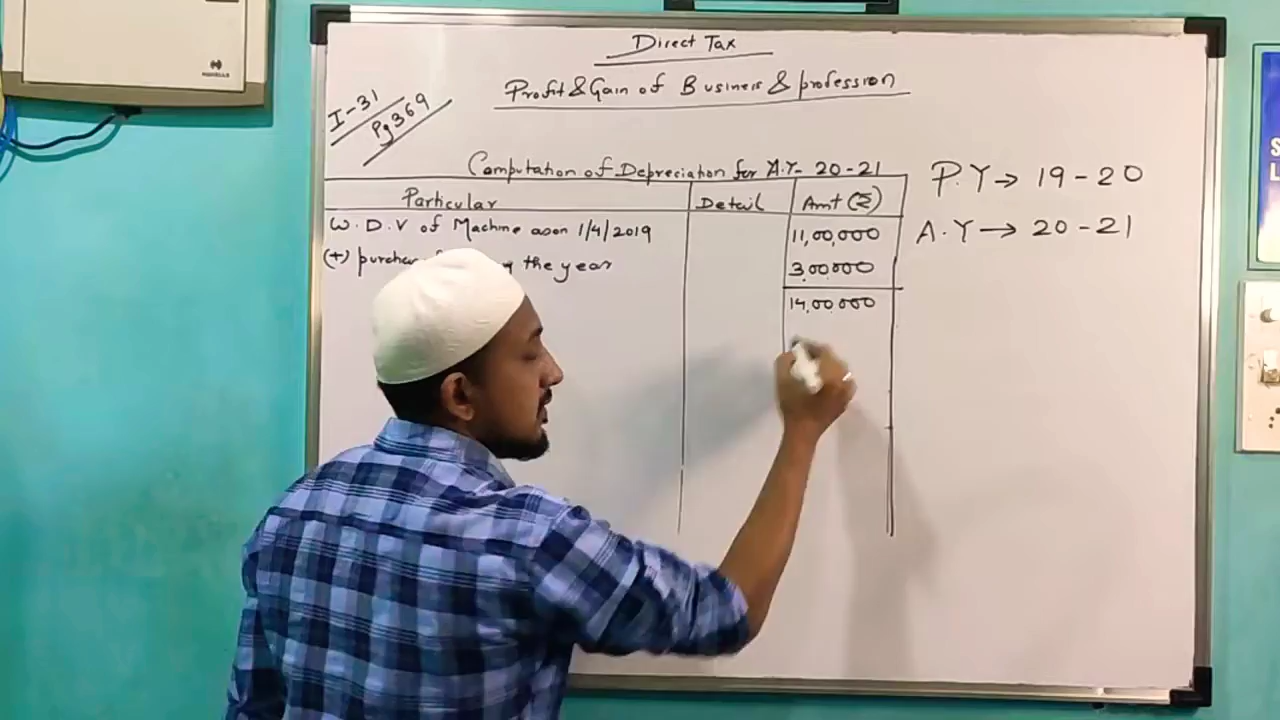 Direct Tax
Profit & Gain of Business & profession
I-31
Pg 369
Computation of Depreciation for A.Y- 20-21
P.Y → 19-20
A.Y → 20-21
Particular Detail Amt (₹)
W.D.V of Machine as on 1/4/2019 11,00,000
(+) the year 3,00,000
14,00,000
HAVELLS
S
L